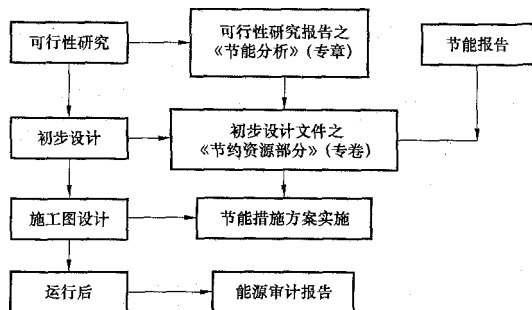 可行性研究
可行性研究报告之
《节能分析》(专章)
节能报告
初步设计
初步设计文件之
《节约资源部分》(专卷)
施工图设计
节能措施方案实施
运行后
能源审计报告